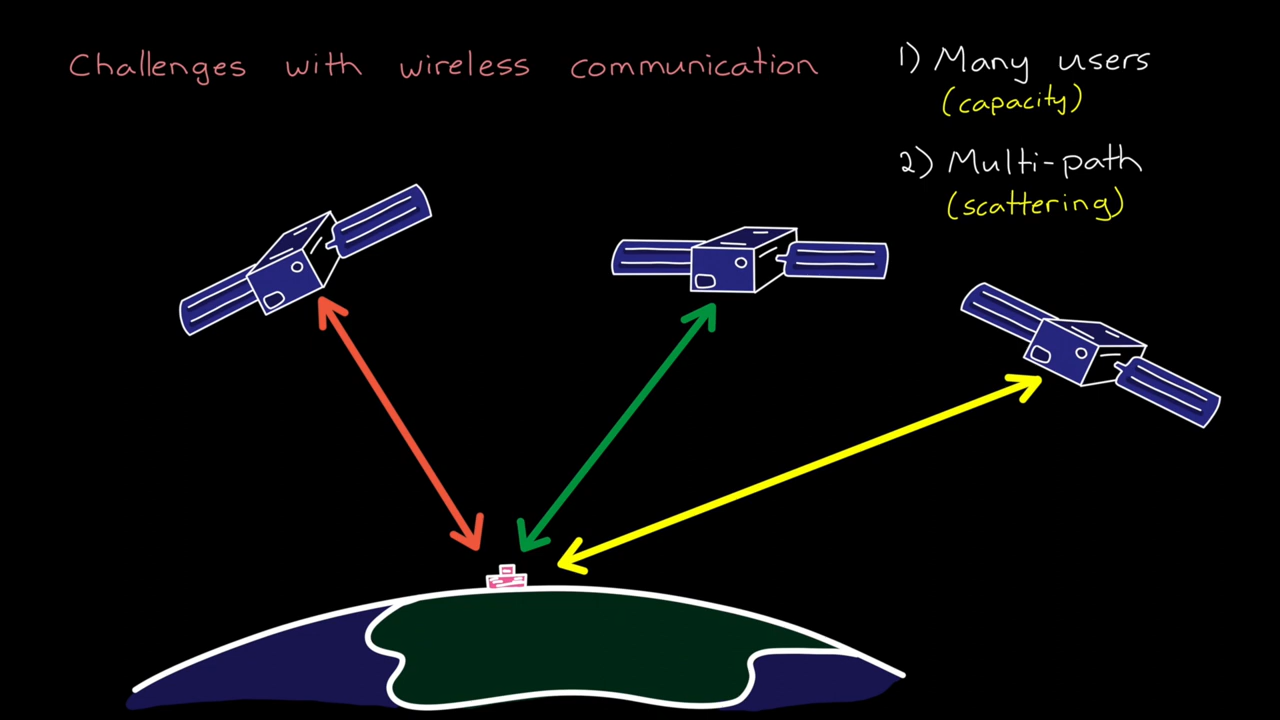 Challenges with wireless communication
1) Many users
(capacity)
2) Multi-path
(scattering)